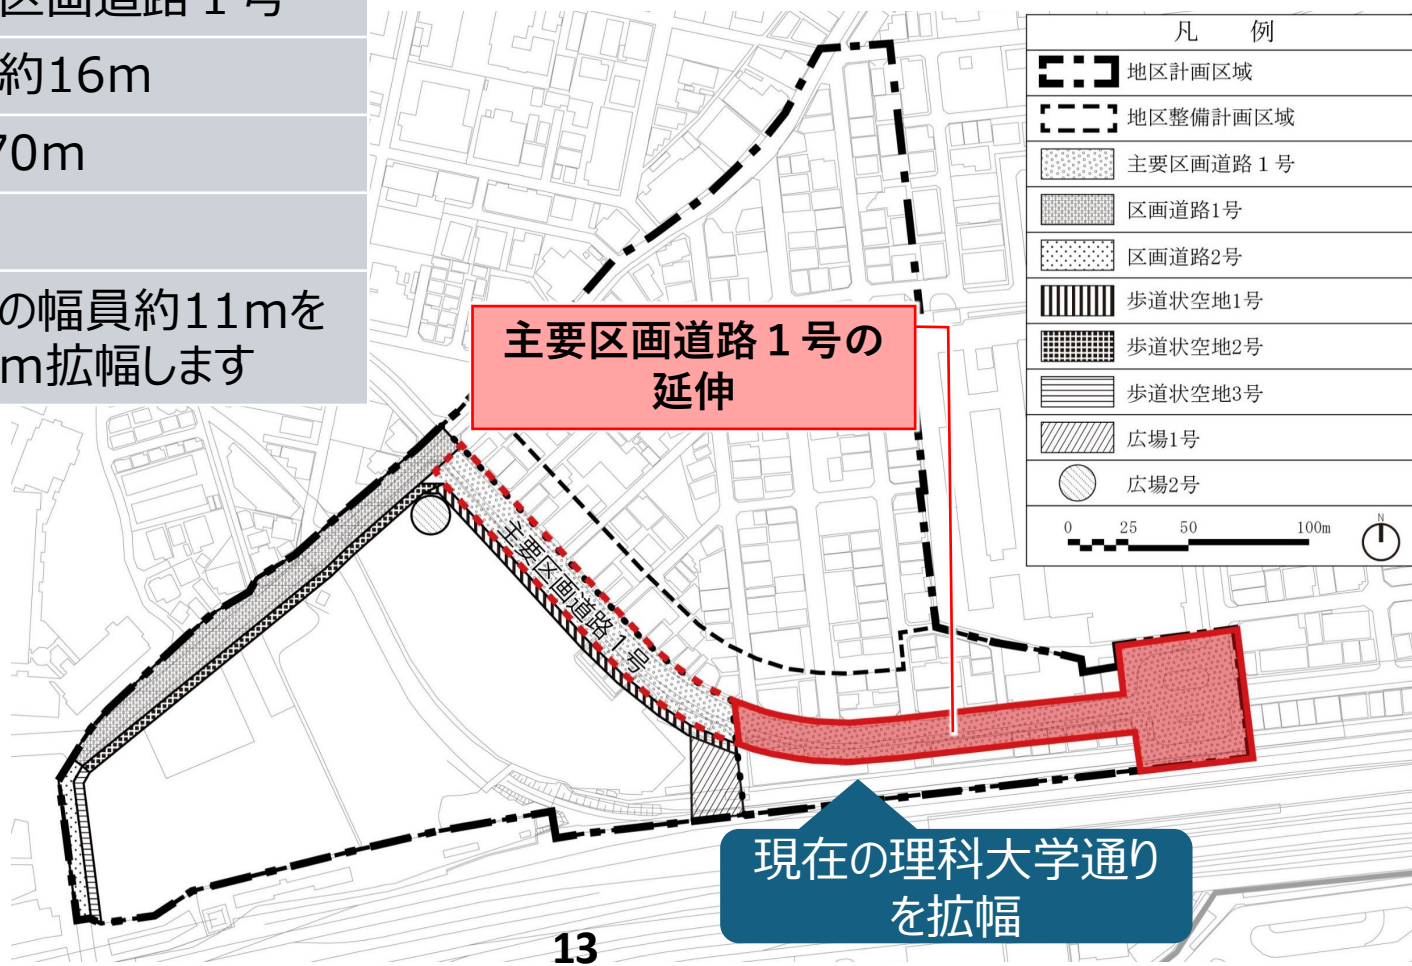 区画道路１号
約16m
70m
の幅員約11mを
m拡幅します
凡 例
地区計画区域
地区整備計画区域
主要区画道路１号
区画道路1号
区画道路2号
歩道状空地1号
歩道状空地2号
歩道状空地3号
広場1号
広場2号
0 25 50 100m
N
主要区画道路１号の
延伸
主要区画道路１号
現在の理科大学通り
を拡幅
13